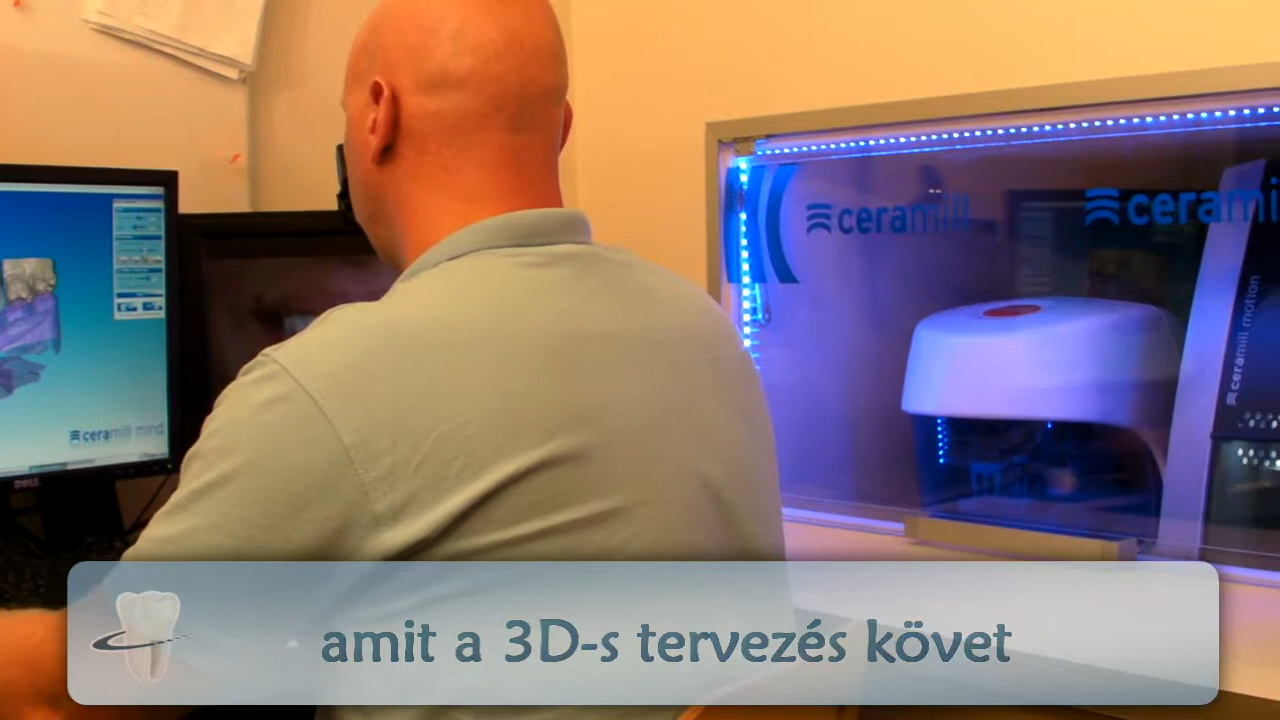 ceramill
ceramill
ceramill motion
ceramill mind
DELL
amit a 3D-s tervezés követ